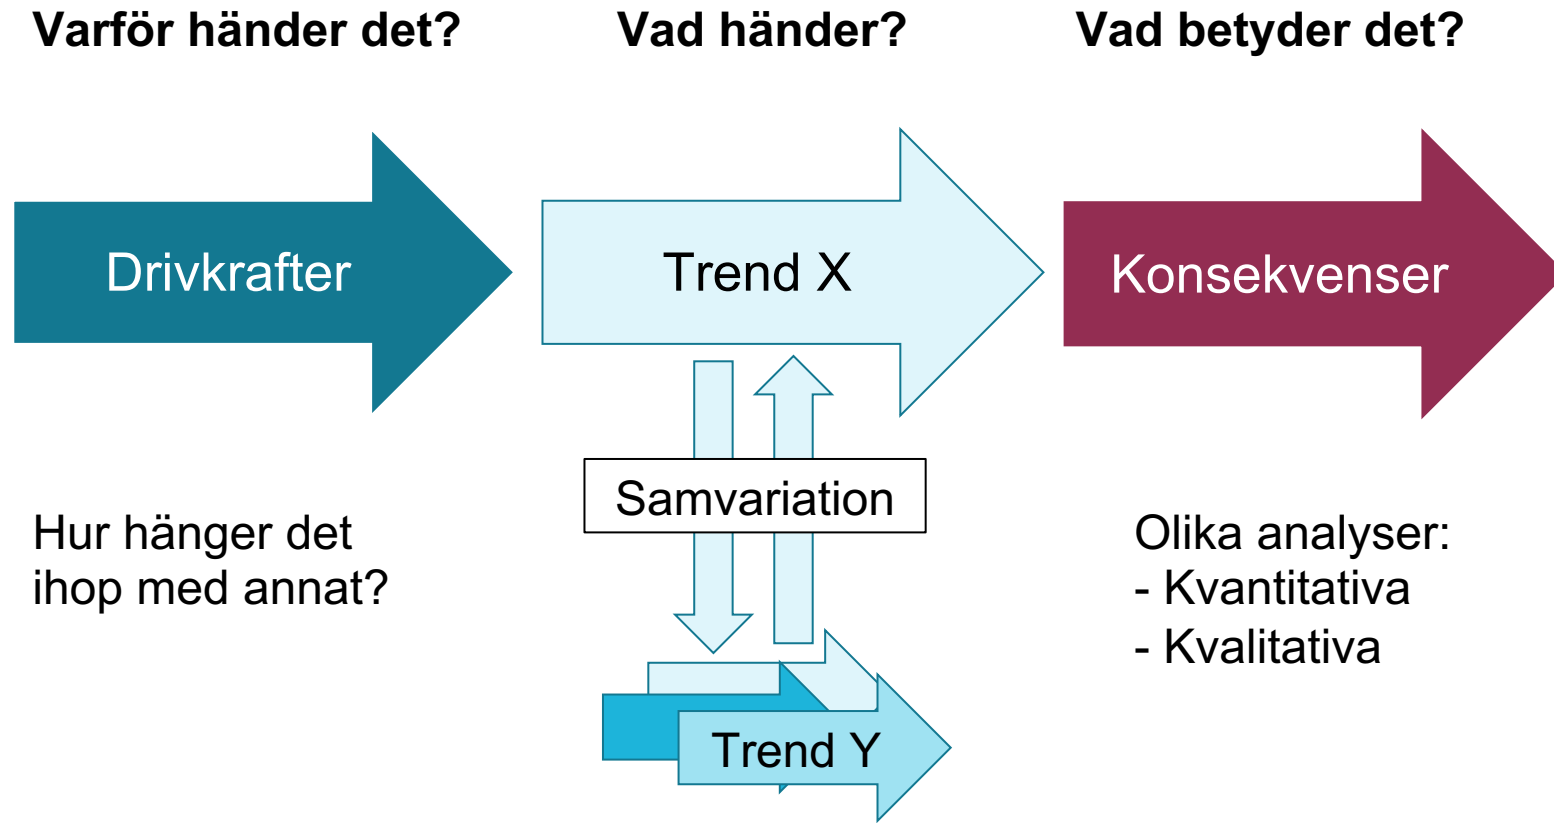 Varför händer det?
Vad händer?
Vad betyder det?
Drivkrafter
Trend X
Konsekvenser
Samvariation
Hur hänger det
ihop med annat?
Olika analyser:
- Kvantitativa
- Kvalitativa
Trend Y